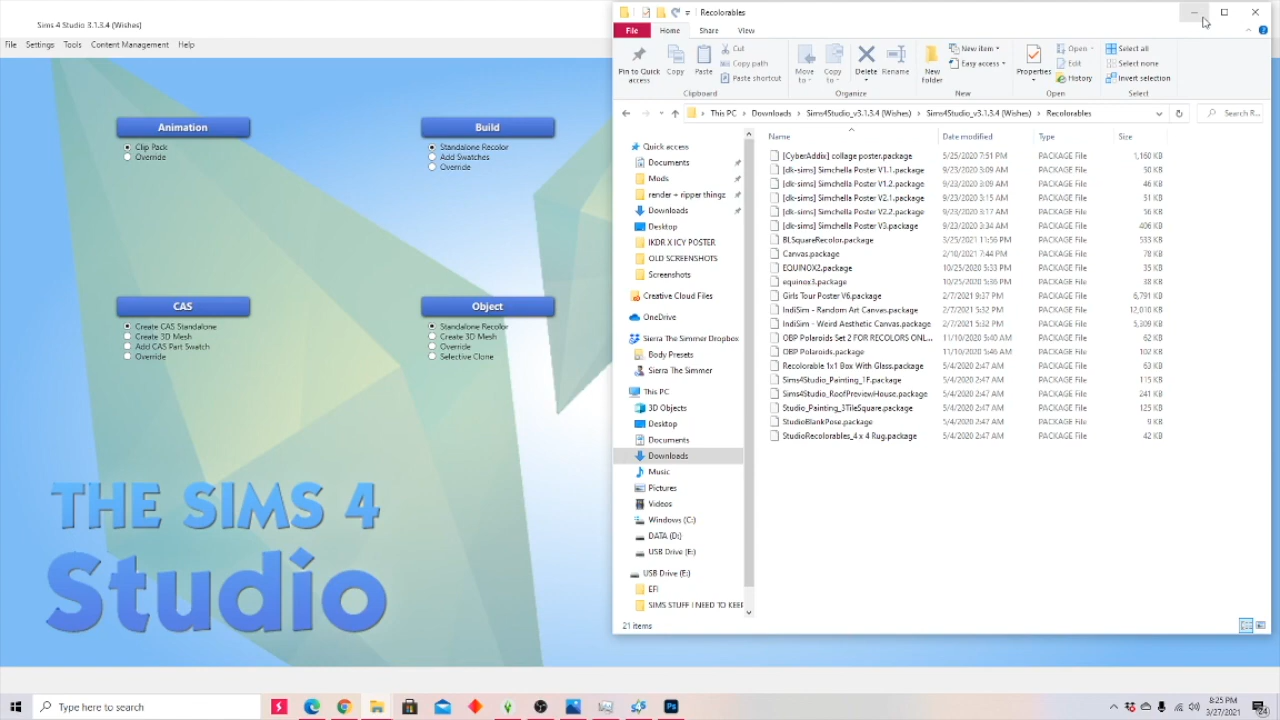 Sims 4 Studio 3.1.3.4 (Wishes)
File Settings Tools Content Management Help
Animation
Clip Pack
Override
Build
Standalone Recolor
Add Swatches
Override
CAS
Create CAS Standalone
Create 3D Mesh
Add CAS Part Swatch
Override
Object
Standalone Recolor
Create 3D Mesh
Override
Selective Clone
THE SIMS 4
Studio
Recolorables
File Home Share View
Pin to Quick access
Copy
Paste
Cut
Copy path
Paste shortcut
Clipboard
Move to
Copy to
Delete
Rename
Organize
New folder
New item
Easy access
New
Properties
Open
Edit
History
Open
Select all
Select none
Invert selection
Select
This PC > Downloads > Sims4Studio_v3.1.3.4 (Wishes) > Sims4Studio_v3.1.3.4 (Wishes) > Recolorables
Search R...
Quick access
Documents
Mods
render + ripper thingz
Downloads
Desktop
IKDR X ICY POSTER
OLD SCREENSHOTS
Screenshots
Creative Cloud Files
OneDrive
Sierra The Simmer Dropbox
Body Presets
Sierra The Simmer
This PC
3D Objects
Desktop
Documents
Downloads
Music
Pictures
Videos
Windows (C:)
DATA (D:)
USB Drive (E:)
USB Drive (E:)
EFI
SIMS STUFF I NEED TO KEEP
Name Date modified Type Size
[CyberAddix] collage poster.package 5/25/2020 7:51 PM PACKAGE File 1,160 KB
[dk-sims] Simchella Poster V1.1.package 9/23/2020 3:09 AM PACKAGE File 50 KB
[dk-sims] Simchella Poster V1.2.package 9/23/2020 3:09 AM PACKAGE File 46 KB
[dk-sims] Simchella Poster V2.1.package 9/23/2020 3:15 AM PACKAGE File 51 KB
[dk-sims] Simchella Poster V2.2.package 9/23/2020 3:17 AM PACKAGE File 56 KB
[dk-sims] Simchella Poster V3.package 9/23/2020 3:34 AM PACKAGE File 406 KB
BLSquareRecolor.package 3/25/2021 11:56 PM PACKAGE File 533 KB
Canvas.package 2/10/2021 7:44 PM PACKAGE File 78 KB
EQUINOX2.package 10/25/2020 5:33 PM PACKAGE File 35 KB
equinox3.package 10/25/2020 5:36 PM PACKAGE File 38 KB
Girls Tour Poster V6.package 2/7/2021 9:37 PM PACKAGE File 6,791 KB
IndiSim - Random Art Canvas.package 2/7/2021 5:32 PM PACKAGE File 12,010 KB
IndiSim - Weird Aesthetic Canvas.package 2/7/2021 5:32 PM PACKAGE File 5,309 KB
OBP Polaroids Set 2 FOR RECOLORS ONL... 11/10/2020 5:40 AM PACKAGE File 62 KB
OBP Polaroids.package 11/10/2020 5:46 AM PACKAGE File 102 KB
Recolorable 1x1 Box With Glass.package 5/4/2020 2:47 AM PACKAGE File 63 KB
Sims4Studio_Painting_1F.package 5/4/2020 2:47 AM PACKAGE File 115 KB
Sims4Studio_RoofPreviewHouse.package 5/4/2020 2:47 AM PACKAGE File 241 KB
Studio_Painting_3TileSquare.package 5/4/2020 2:47 AM PACKAGE File 125 KB
StudioBlankPose.package 5/4/2020 2:47 AM PACKAGE File 9 KB
StudioRecolorables_4 x 4 Rug.package 5/4/2020 2:47 AM PACKAGE File 42 KB
21 items
Type here to search
8:25 PM
3/27/2021